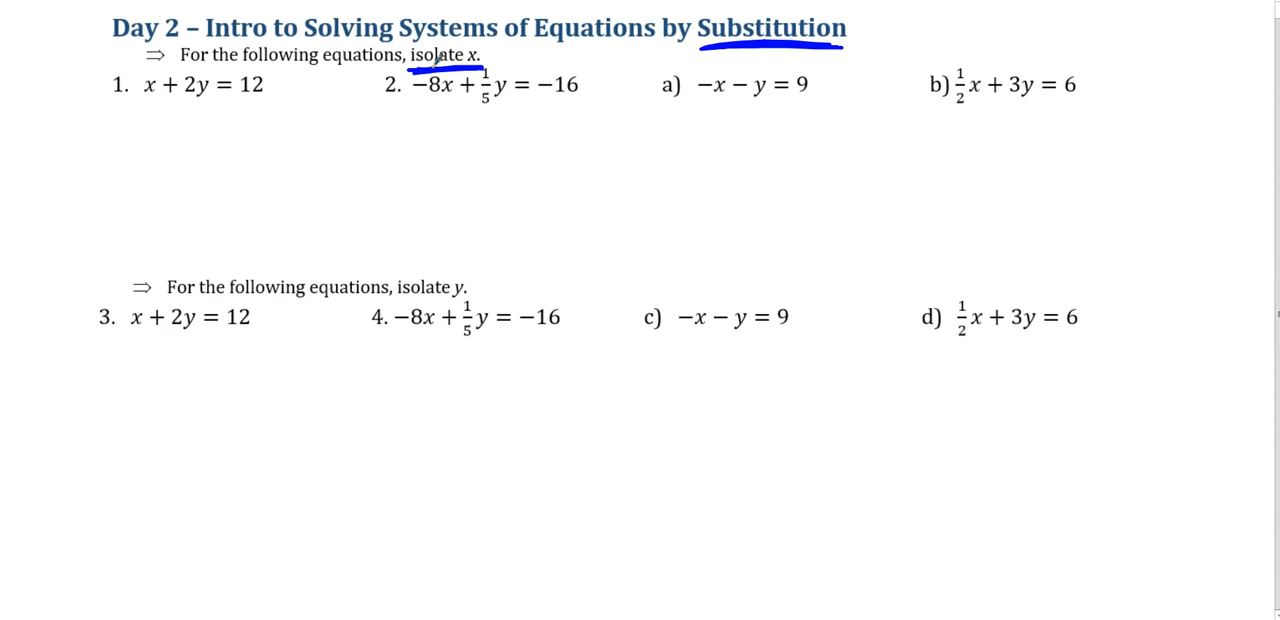 Day 2 – Intro to Solving Systems of Equations by Substitution
⇒ For the following equations, isolate x.
1. x + 2y = 12 2. −8x + 1/5 y = −16 a) −x − y = 9 b) 1/2 x + 3y = 6
⇒ For the following equations, isolate y.
3. x + 2y = 12 4. −8x + 1/5 y = −16 c) −x − y = 9 d) 1/2 x + 3y = 6